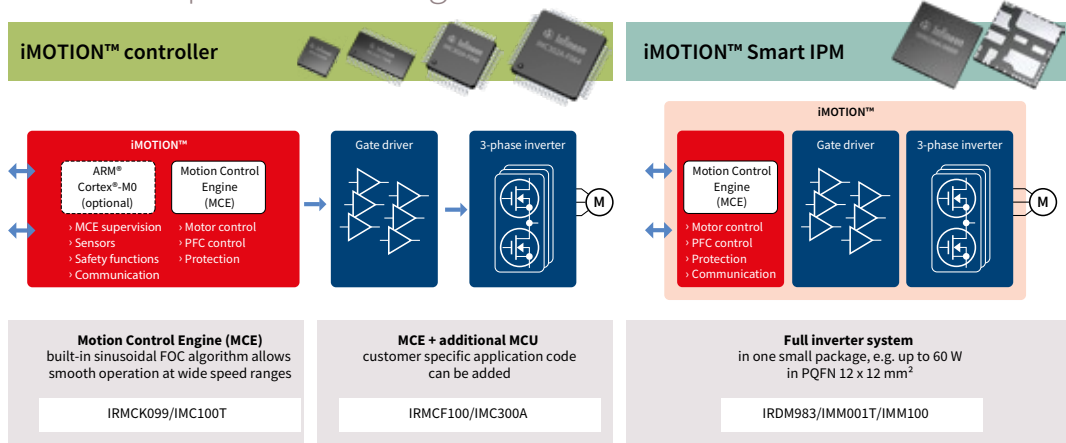 iMOTION™ controller
iMOTION™ Smart IPM
iMOTION™
ARM®
Cortex®-M0
(optional)
Motion Control
Engine
(MCE)
› MCE supervision
› Sensors
› Safety functions
› Communication
› Motor control
› PFC control
› Protection
Gate driver
3-phase inverter
M
iMOTION™
Motion Control
Engine
(MCE)
› Motor control
› PFC control
› Protection
› Communication
Gate driver
3-phase inverter
M
Motion Control Engine (MCE)
built-in sinusoidal FOC algorithm allows
smooth operation at wide speed ranges
IRMCK099/IMC100T
MCE + additional MCU
customer specific application code
can be added
IRMCF100/IMC300A
Full inverter system
in one small package, e.g. up to 60 W
in PQFN 12 x 12 mm²
IRDM983/IMM001T/IMM100